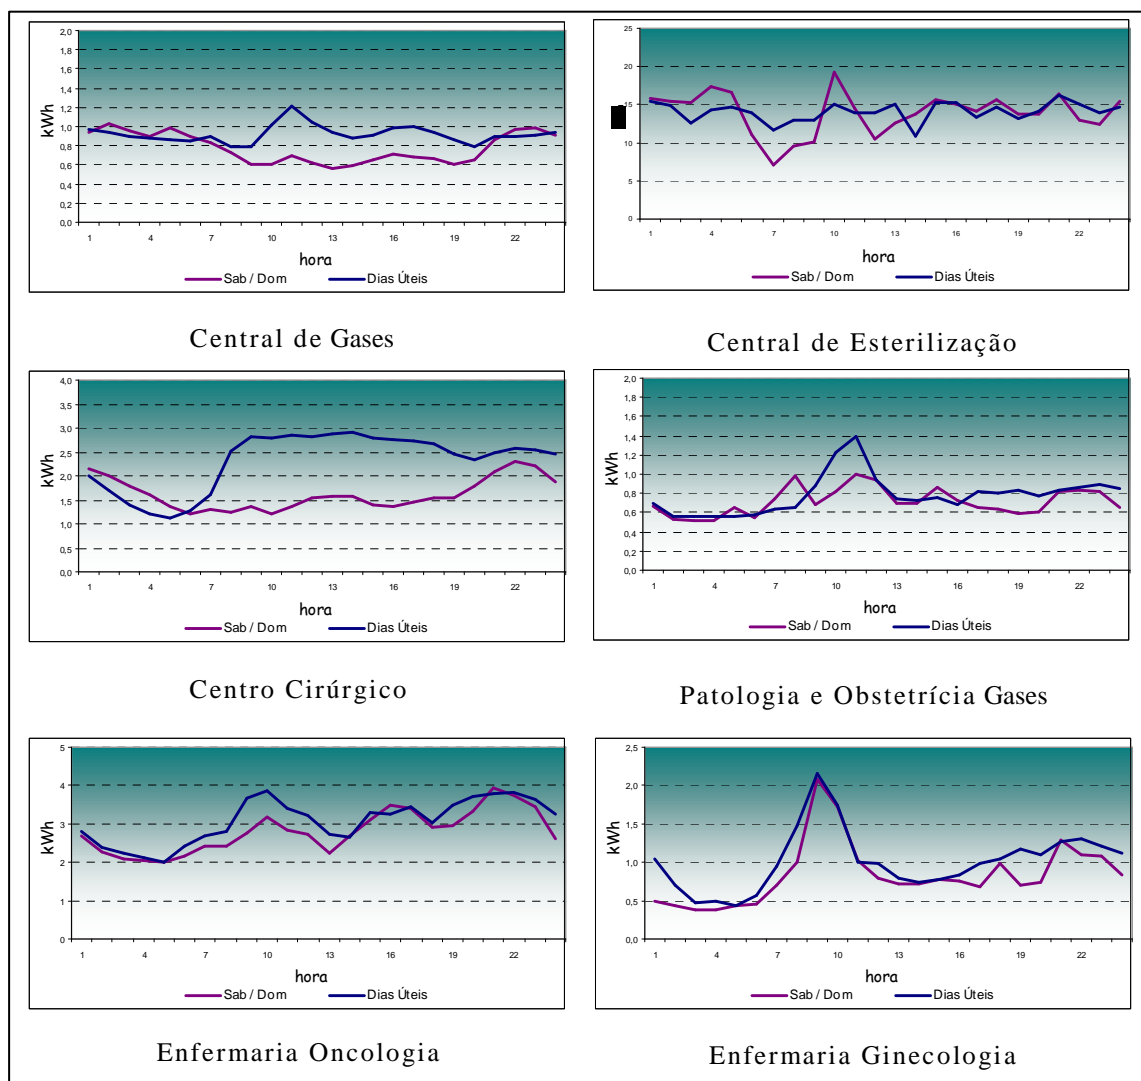 2,0
1,8
1,6
1,4
1,2
1,0
0,8
0,6
0,4
0,2
0,0
kWh
1 4 7 10 13 16 19 22
hora
Sab / Dom Dias Úteis
Central de Gases
25
20
15
10
5
0
1 4 7 10 13 16 19 22
hora
Sab / Dom Dias Úteis
Central de Esterilização
4,0
3,5
3,0
2,5
2,0
1,5
1,0
0,5
0,0
kWh
1 4 7 10 13 16 19 22
hora
Sab / Dom Dias Úteis
Centro Cirúrgico
2,0
1,8
1,6
1,4
1,2
1,0
0,8
0,6
0,4
0,2
0,0
kWh
1 4 7 10 13 16 19 22
hora
Sab / Dom Dias Úteis
Patologia e Obstetrícia Gases
5
4
3
2
1
0
kWh
1 4 7 10 13 16 19 22
hora
Sab / Dom Dias Úteis
Enfermaria Oncologia
2,5
2,0
1,5
1,0
0,5
0,0
kWh
1 4 7 10 13 16 19 22
hora
Sab / Dom Dias Úteis
Enfermaria Ginecologia